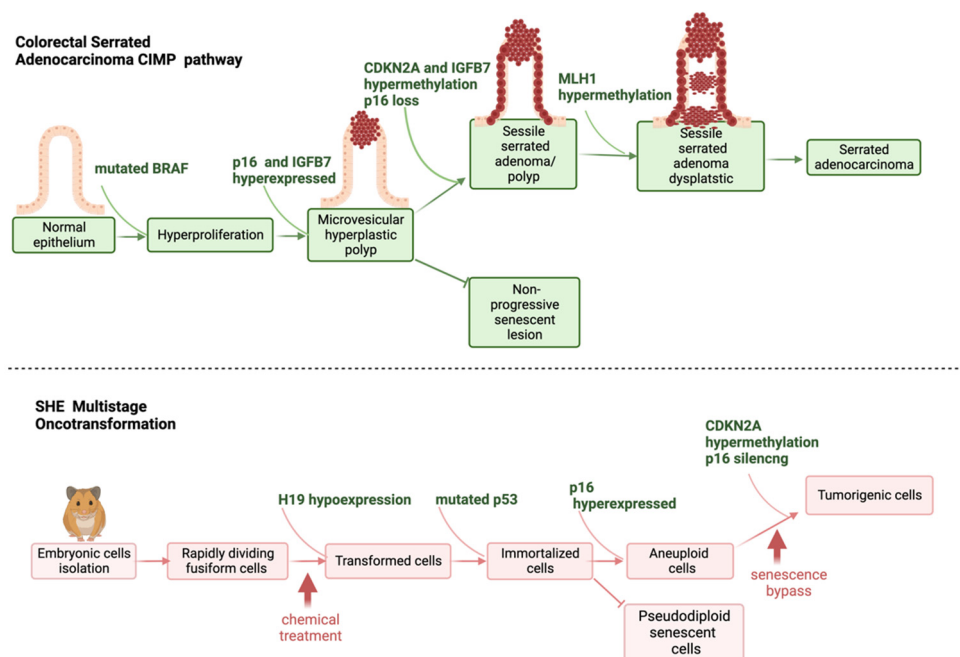 Colorectal Serrated
Adenocarcinoma CIMP pathway
CDKN2A and IGFB7
hypermethylation
p16 loss
MLH1
hypermethylation
mutated BRAF
p16 and IGFB7
hyperexpressed
Normal
epithelium
Hyperproliferation
Microvesicular
hyperplastic
polyp
Sessile
serrated
adenoma/
polyp
Sessile
serrated
adenoma
dysplatstic
Serrated
adenocarcinoma
Non-
progressive
senescent
lesion
SHE Multistage
Oncotransformation
CDKN2A
hypermethylation
p16 silencng
H19 hypoexpression
mutated p53
p16
hyperexpressed
Tumorigenic cells
Embryonic cells
isolation
Rapidly dividing
fusiform cells
Transformed cells
Immortalized
cells
Aneuploid
cells
chemical
treatment
senescence
bypass
Pseudodiploid
senescent
cells